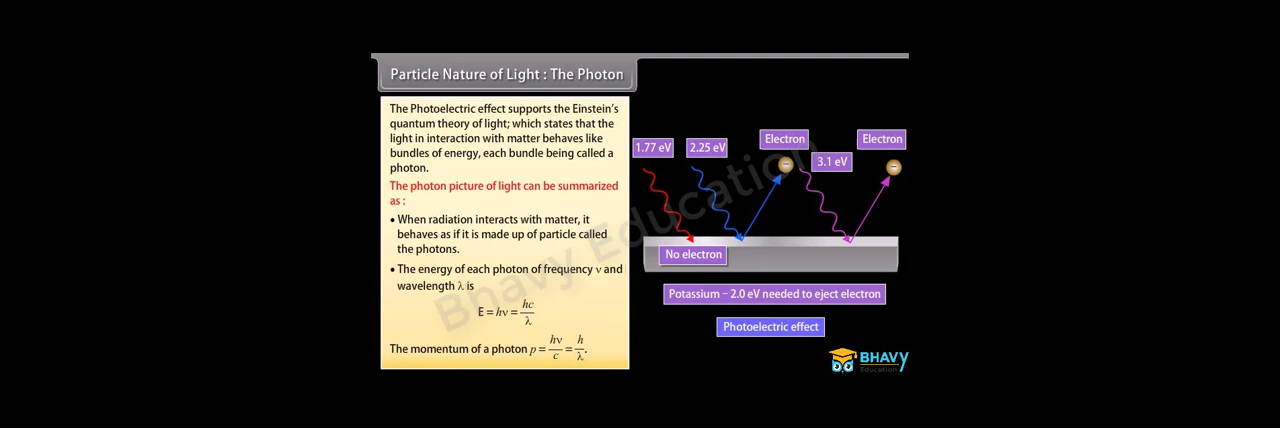 Particle Nature of Light : The Photon
The Photoelectric effect supports the Einstein's
quantum theory of light; which states that the
light in interaction with matter behaves like
bundles of energy, each bundle being called a
photon.
The photon picture of light can be summarized
as :
• When radiation interacts with matter, it
behaves as if it is made up of particle called
the photons.
• The energy of each photon of frequency ν and
wavelength λ is
E = hν = hc/λ
The momentum of a photon p = hν/c = h/λ.
1.77 eV
2.25 eV
Electron
3.1 eV
Electron
No electron
Potassium − 2.0 eV needed to eject electron
Photoelectric effect
BHAVY
Education
Bhavy Education